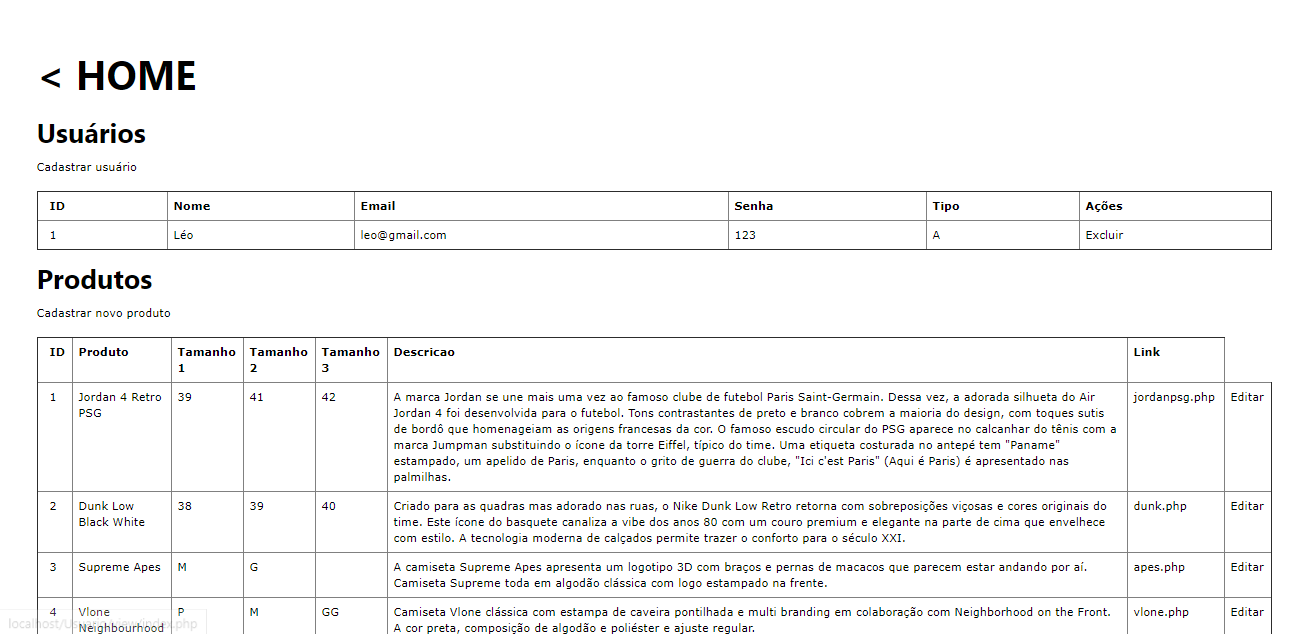 < HOME
Usuários
Cadastrar usuário
ID Nome Email Senha Tipo Ações
1 Léo leo@gmail.com 123 A Excluir
Produtos
Cadastrar novo produto
ID Produto Tamanho 1 Tamanho 2 Tamanho 3 Descricao Link
1 Jordan 4 Retro PSG 39 41 42 A marca Jordan se une mais uma vez ao famoso clube de futebol Paris Saint-Germain. Dessa vez, a adorada silhueta do Air
Jordan 4 foi desenvolvida para o futebol. Tons contrastantes de preto e branco cobrem a maioria do design, com toques sutis
de bordô que homenageiam as origens francesas da cor. O famoso escudo circular do PSG aparece no calcanhar do tênis com a
marca Jumpman substituindo o ícone da torre Eiffel, típico do time. Uma etiqueta costurada no antepé tem "Paname"
estampado, um apelido de Paris, enquanto o grito de guerra do clube, "Ici c'est Paris" (Aqui é Paris) é apresentado nas
palmilhas. jordanpsg.php Editar
2 Dunk Low Black White 38 39 40 Criado para as quadras mas adorado nas ruas, o Nike Dunk Low Retro retorna com sobreposições viçosas e cores originais do
time. Este ícone do basquete canaliza a vibe dos anos 80 com um couro premium e elegante na parte de cima que envelhece
com estilo. A tecnologia moderna de calçados permite trazer o conforto para o século XXI. dunk.php Editar
3 Supreme Apes M G A camiseta Supreme Apes apresenta um logotipo 3D com braços e pernas de macacos que parecem estar andando por aí.
Camiseta Supreme toda em algodão clássica com logo estampado na frente. apes.php Editar
4 Vlone Neighbourhood P M GG Camiseta Vlone clássica com estampa de caveira pontilhada e multi branding em colaboração com Neighborhood on the Front.
A cor preta, composição de algodão e poliéster e ajuste regular. vlone.php Editar